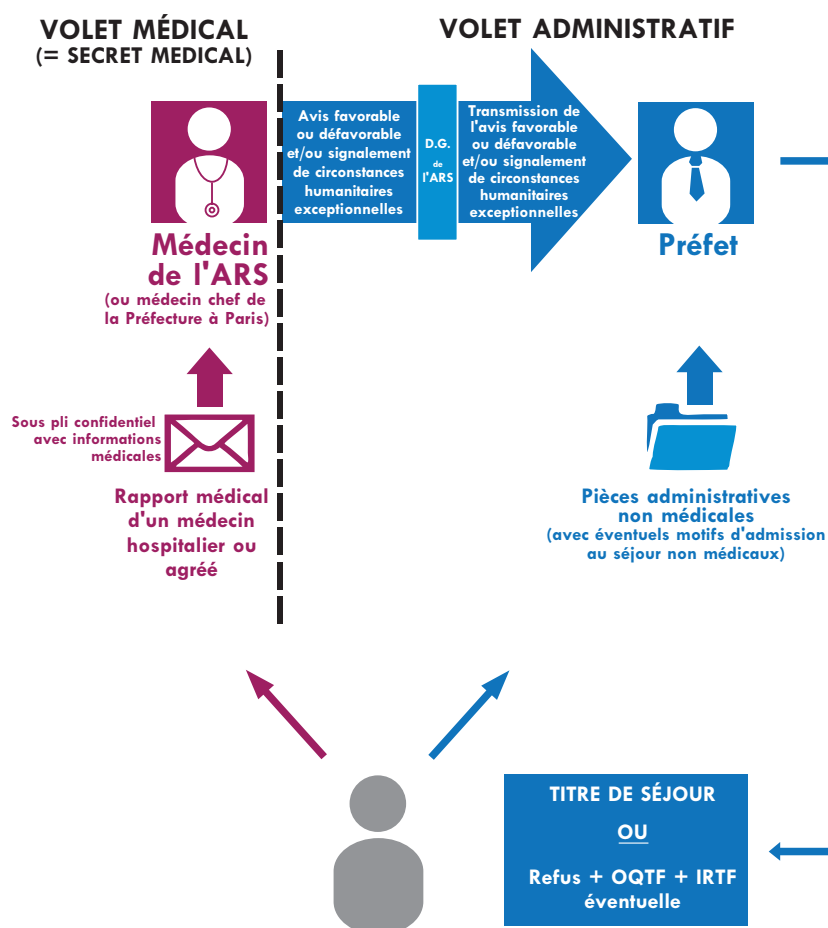 VOLET MÉDICAL
(= SECRET MEDICAL)
VOLET ADMINISTRATIF
Avis favorable
ou défavorable
et/ou signalement
de circonstances
humanitaires
exceptionnelles
D.G.
de
l'ARS
Transmission de
l'avis favorable
ou défavorable
et/ou signalement
de circonstances
humanitaires
exceptionnelles
Médecin
de l'ARS
(ou médecin chef de
la Préfecture à Paris)
Préfet
Sous pli confidentiel
avec informations
médicales
Rapport médical
d'un médecin
hospitalier ou
agréé
Pièces administratives
non médicales
(avec éventuels motifs d'admission
au séjour non médicaux)
TITRE DE SÉJOUR
OU
Refus + OQTF + IRTF
éventuelle